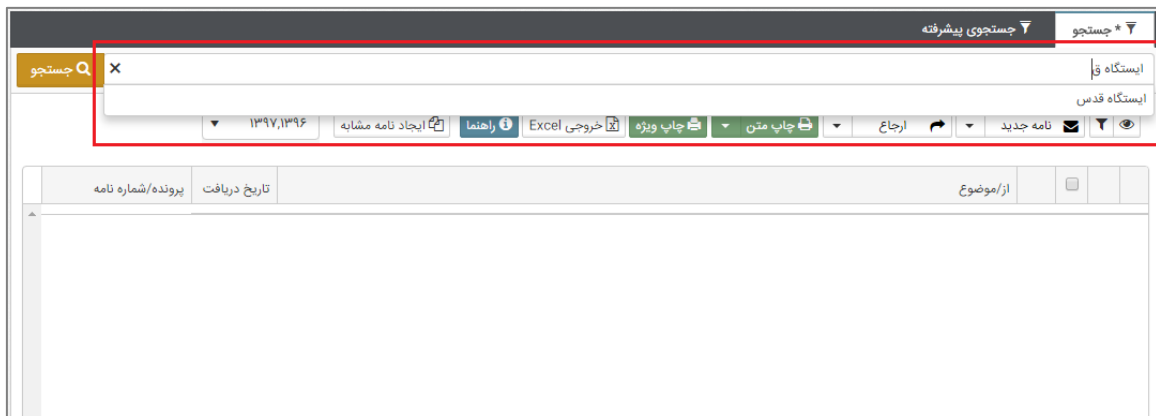 * جستجو جستجوی پیشرفته
ایستگاه ق × جستجو
ایستگاه قدس
نامه جدید ارجاع چاپ متن چاپ ویژه خروجی Excel راهنما ایجاد نامه مشابه ۱۳۹۷,۱۳۹۶
از/موضوع تاریخ دریافت پرونده/شماره نامه